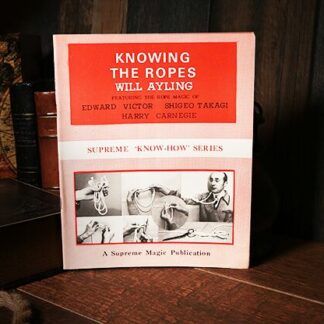 KNOWING
THE ROPES
WILL AYLING
FEATURING THE ROPE MAGIC OF
EDWARD VICTOR SHIGEO TAKAGI
HARRY CARNEGIE
SUPREME 'KNOW-HOW' SERIES
A Supreme Magic Publication